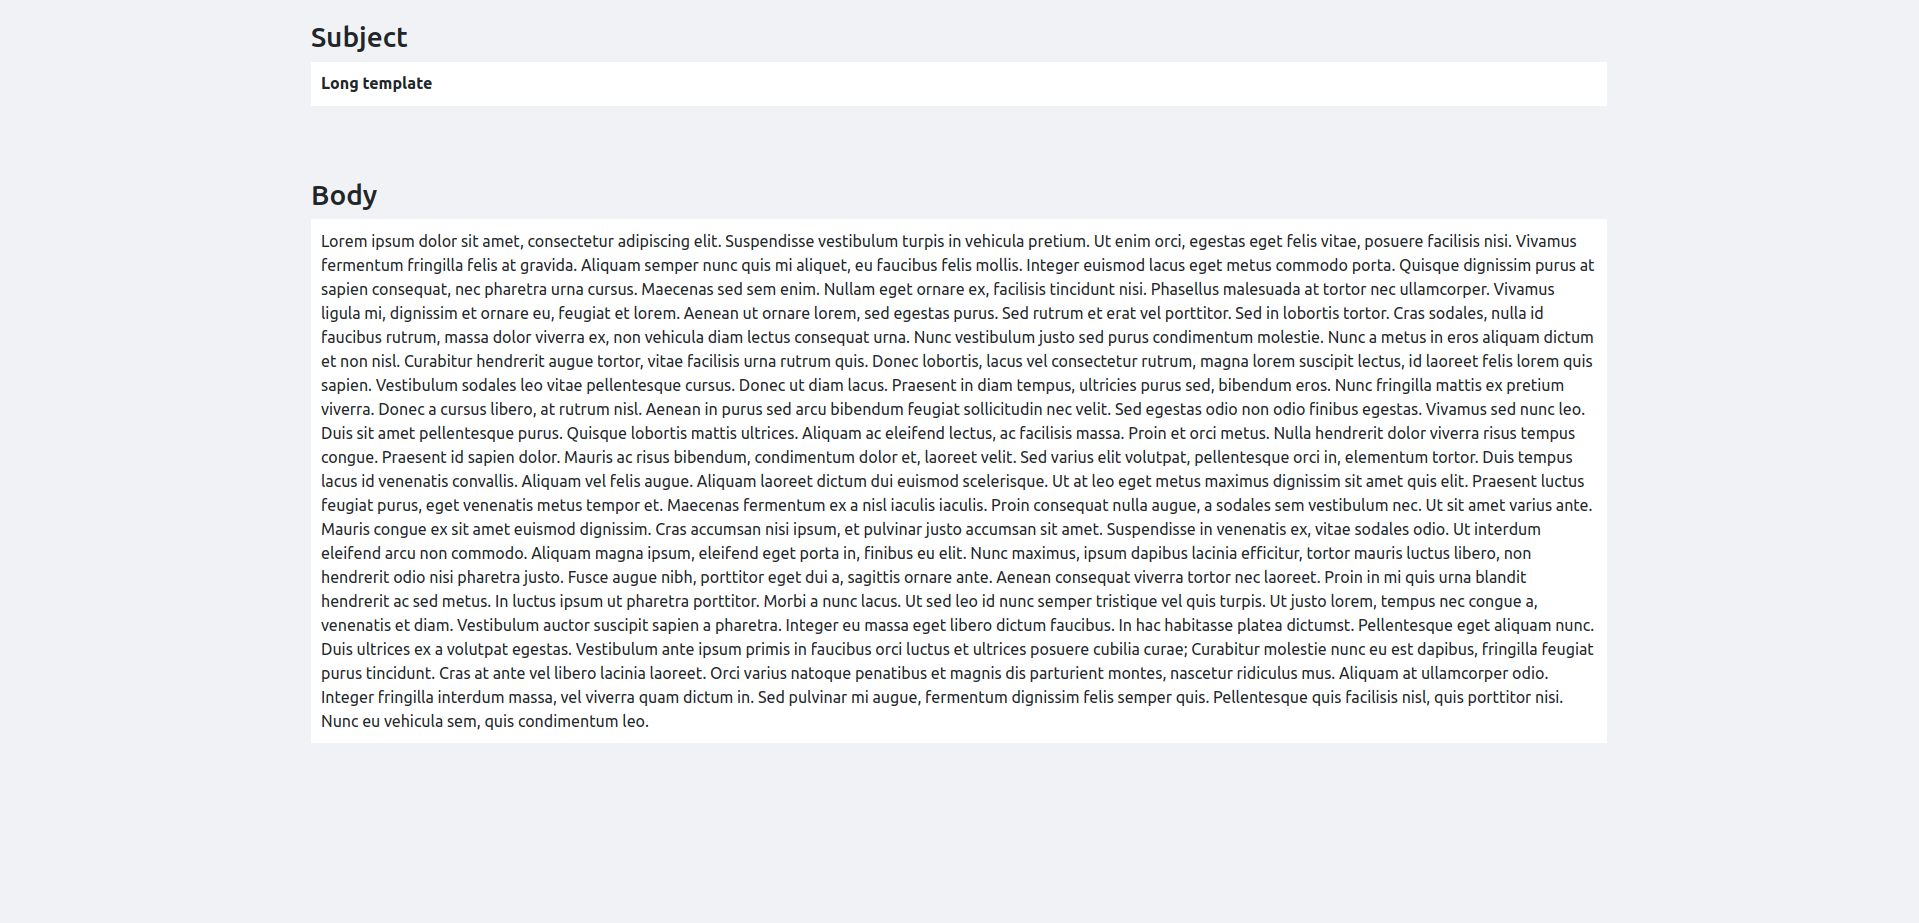 Subject
Long template
Body
Lorem ipsum dolor sit amet, consectetur adipiscing elit. Suspendisse vestibulum turpis in vehicula pretium. Ut enim orci, egestas eget felis vitae, posuere facilisis nisi. Vivamus
fermentum fringilla felis at gravida. Aliquam semper nunc quis mi aliquet, eu faucibus felis mollis. Integer euismod lacus eget metus commodo porta. Quisque dignissim purus at
sapien consequat, nec pharetra urna cursus. Maecenas sed sem enim. Nullam eget ornare ex, facilisis tincidunt nisi. Phasellus malesuada at tortor nec ullamcorper. Vivamus
ligula mi, dignissim et ornare eu, feugiat et lorem. Aenean ut ornare lorem, sed egestas purus. Sed rutrum et erat vel porttitor. Sed in lobortis tortor. Cras sodales, nulla id
faucibus rutrum, massa dolor viverra ex, non vehicula diam lectus consequat urna. Nunc vestibulum justo sed purus condimentum molestie. Nunc a metus in eros aliquam dictum
et non nisl. Curabitur hendrerit augue tortor, vitae facilisis urna rutrum quis. Donec lobortis, lacus vel consectetur rutrum, magna lorem suscipit lectus, id laoreet felis lorem quis
sapien. Vestibulum sodales leo vitae pellentesque cursus. Donec ut diam lacus. Praesent in diam tempus, ultricies purus sed, bibendum eros. Nunc fringilla mattis ex pretium
viverra. Donec a cursus libero, at rutrum nisl. Aenean in purus sed arcu bibendum feugiat sollicitudin nec velit. Sed egestas odio non odio finibus egestas. Vivamus sed nunc leo.
Duis sit amet pellentesque purus. Quisque lobortis mattis ultrices. Aliquam ac eleifend lectus, ac facilisis massa. Proin et orci metus. Nulla hendrerit dolor viverra risus tempus
congue. Praesent id sapien dolor. Mauris ac risus bibendum, condimentum dolor et, laoreet velit. Sed varius elit volutpat, pellentesque orci in, elementum tortor. Duis tempus
lacus id venenatis convallis. Aliquam vel felis augue. Aliquam laoreet dictum dui euismod scelerisque. Ut at leo eget metus maximus dignissim sit amet quis elit. Praesent luctus
feugiat purus, eget venenatis metus tempor et. Maecenas fermentum ex a nisl iaculis iaculis. Proin consequat nulla augue, a sodales sem vestibulum nec. Ut sit amet varius ante.
Mauris congue ex sit amet euismod dignissim. Cras accumsan nisi ipsum, et pulvinar justo accumsan sit amet. Suspendisse in venenatis ex, vitae sodales odio. Ut interdum
eleifend arcu non commodo. Aliquam magna ipsum, eleifend eget porta in, finibus eu elit. Nunc maximus, ipsum dapibus lacinia efficitur, tortor mauris luctus libero, non
hendrerit odio nisi pharetra justo. Fusce augue nibh, porttitor eget dui a, sagittis ornare ante. Aenean consequat viverra tortor nec laoreet. Proin in mi quis urna blandit
hendrerit ac sed metus. In luctus ipsum ut pharetra porttitor. Morbi a nunc lacus. Ut sed leo id nunc semper tristique vel quis turpis. Ut justo lorem, tempus nec congue a,
venenatis et diam. Vestibulum auctor suscipit sapien a pharetra. Integer eu massa eget libero dictum faucibus. In hac habitasse platea dictumst. Pellentesque eget aliquam nunc.
Duis ultrices ex a volutpat egestas. Vestibulum ante ipsum primis in faucibus orci luctus et ultrices posuere cubilia curae; Curabitur molestie nunc eu est dapibus, fringilla feugiat
purus tincidunt. Cras at ante vel libero lacinia laoreet. Orci varius natoque penatibus et magnis dis parturient montes, nascetur ridiculus mus. Aliquam at ullamcorper odio.
Integer fringilla interdum massa, vel viverra quam dictum in. Sed pulvinar mi augue, fermentum dignissim felis semper quis. Pellentesque quis facilisis nisl, quis porttitor nisi.
Nunc eu vehicula sem, quis condimentum leo.